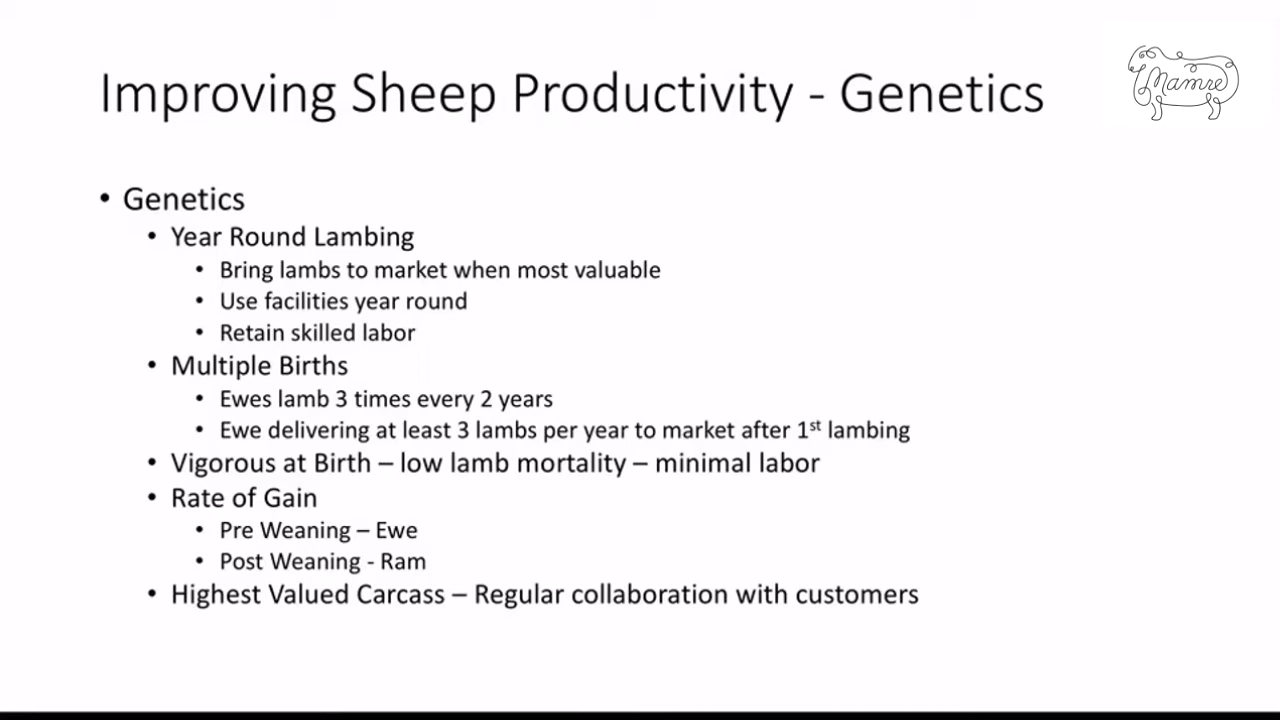 Improving Sheep Productivity - Genetics
Mamre
• Genetics
• Year Round Lambing
• Bring lambs to market when most valuable
• Use facilities year round
• Retain skilled labor
• Multiple Births
• Ewes lamb 3 times every 2 years
• Ewe delivering at least 3 lambs per year to market after 1st lambing
• Vigorous at Birth – low lamb mortality – minimal labor
• Rate of Gain
• Pre Weaning – Ewe
• Post Weaning - Ram
• Highest Valued Carcass – Regular collaboration with customers